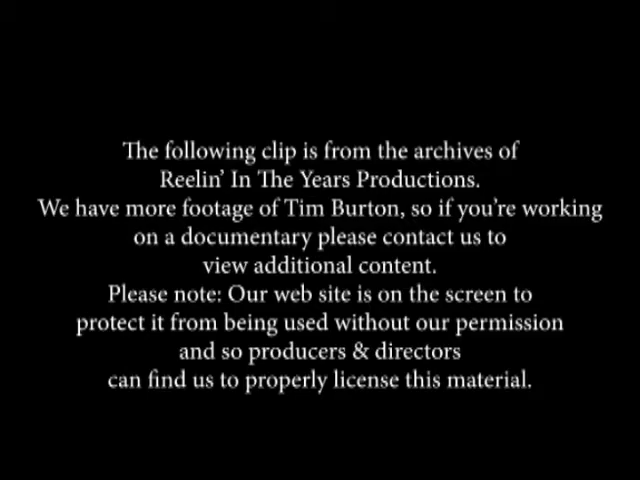 The following clip is from the archives of
Reelin’ In The Years Productions.
We have more footage of Tim Burton, so if you’re working
on a documentary please contact us to
view additional content.
Please note: Our web site is on the screen to
protect it from being used without our permission
and so producers & directors
can find us to properly license this material.